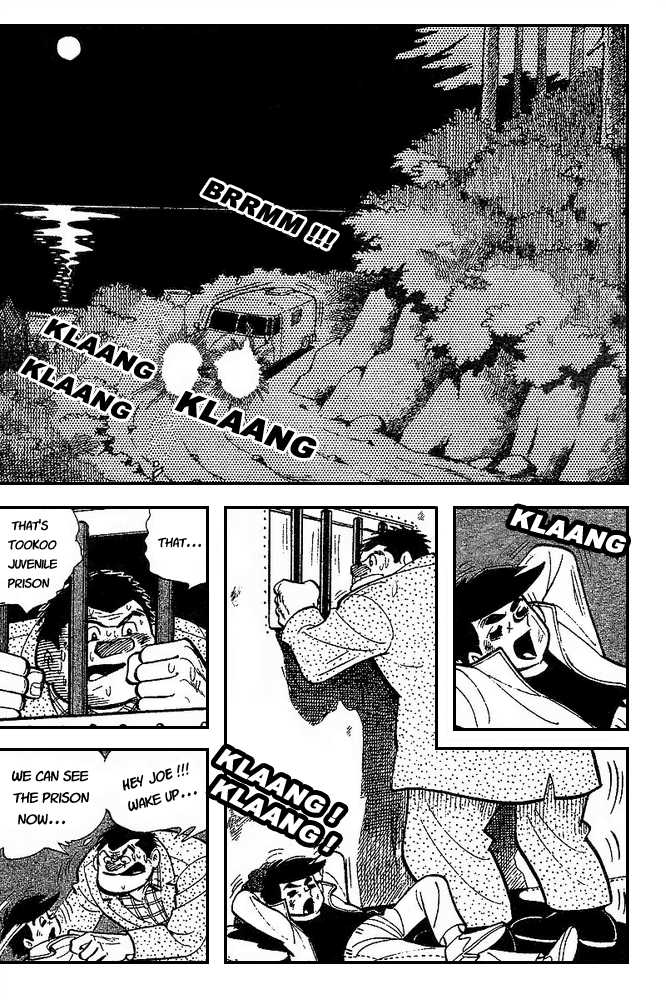 BRRMM !!!
KLAANG
KLAANG
KLAANG
KLAANG
THAT...
THAT'S
TOOKOO
JUVENILE
PRISON
KLAANG !
KLAANG !
HEY JOE !!!
WAKE UP...
WE CAN SEE
THE PRISON
NOW...